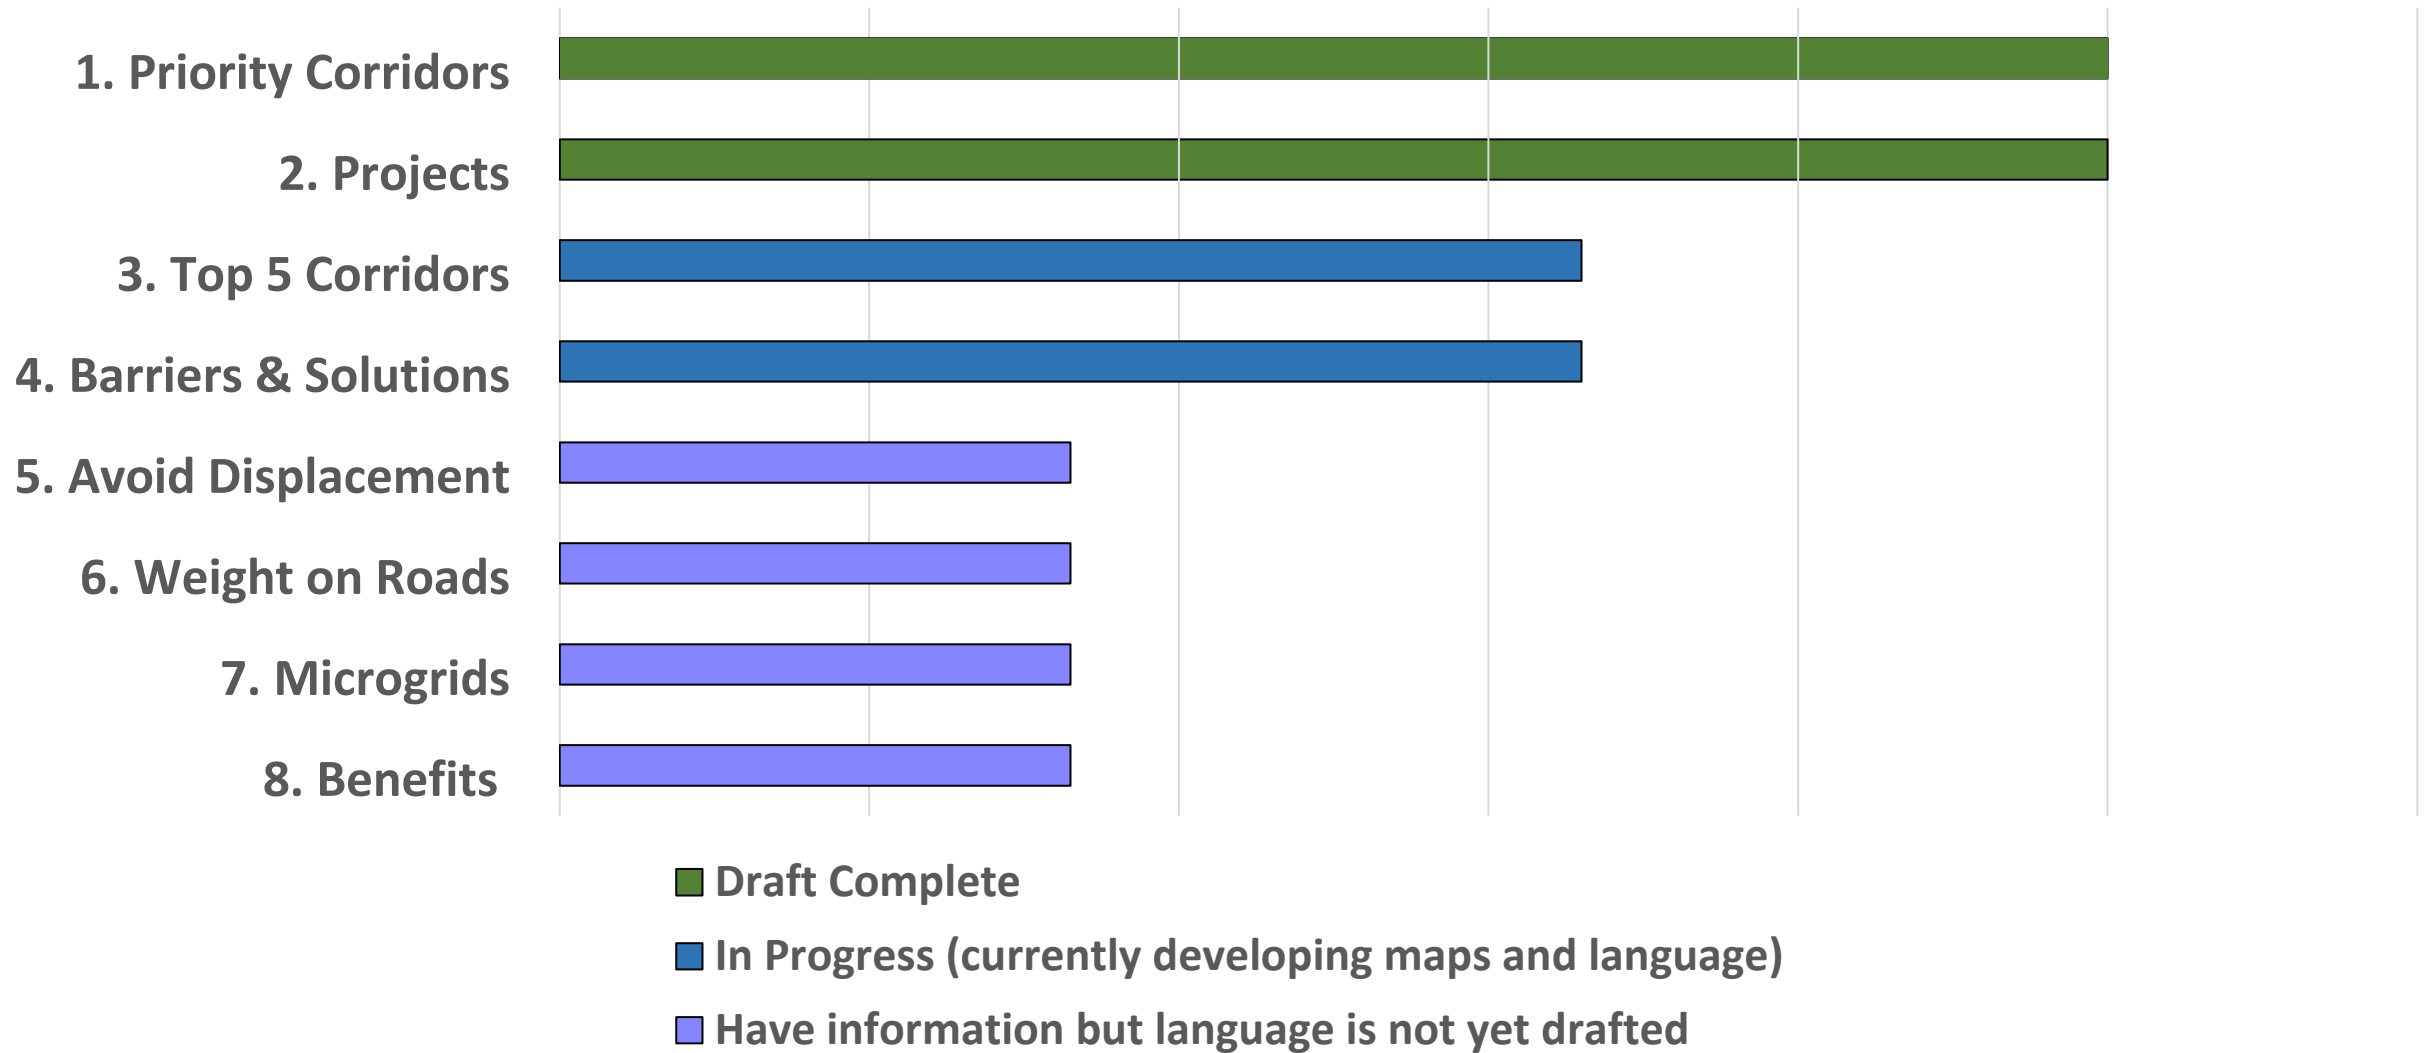 1. Priority Corridors
2. Projects
3. Top 5 Corridors
4. Barriers & Solutions
5. Avoid Displacement
6. Weight on Roads
7. Microgrids
8. Benefits
Draft Complete
In Progress (currently developing maps and language)
Have information but language is not yet drafted